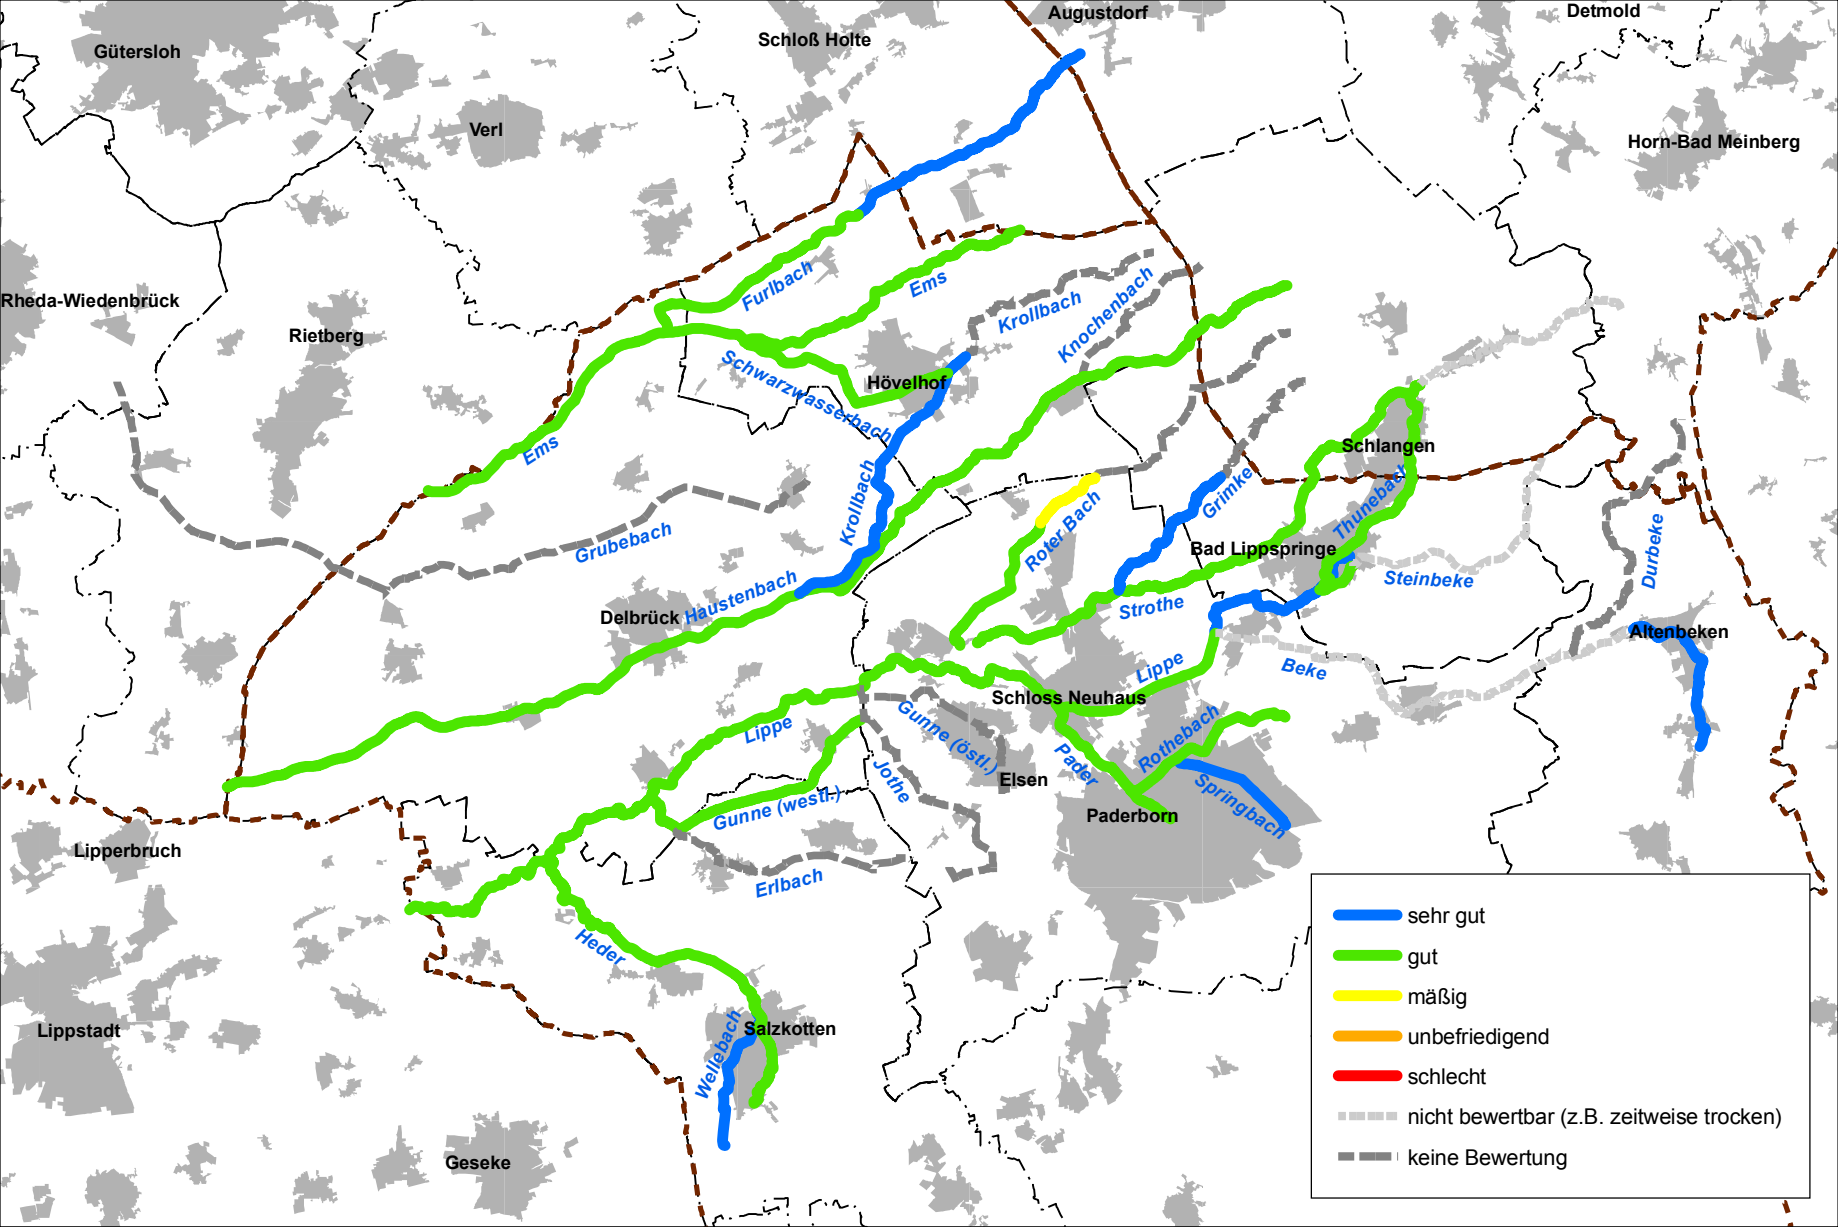 Augustdorf
Detmold
Schloß Holte
Gütersloh
Verl
Horn-Bad Meinberg
Rheda-Wiedenbrück
Rietberg
Furlbach
Ems
Krollbach
Knochenbach
Schwarzwasserbach
Hövelhof
Ems
Schlangen
Krollbach
Grimke
Thunebach
Roter Bach
Grubebach
Bad Lippspringe
Steinbeke
Durbeke
Haustenbach
Delbrück
Strothe
Altenbeken
Lippe
Beke
Schloss Neuhaus
Lippe
Gunne (östl.)
Rothebach
Pader
Jothe
Elsen
Springbach
Gunne (westl.)
Paderborn
Lipperbruch
Erlbach
Heder
Lippstadt
Salzkotten
Wellebach
Geseke
sehr gut
gut
mäßig
unbefriedigend
schlecht
nicht bewertbar (z.B. zeitweise trocken)
keine Bewertung